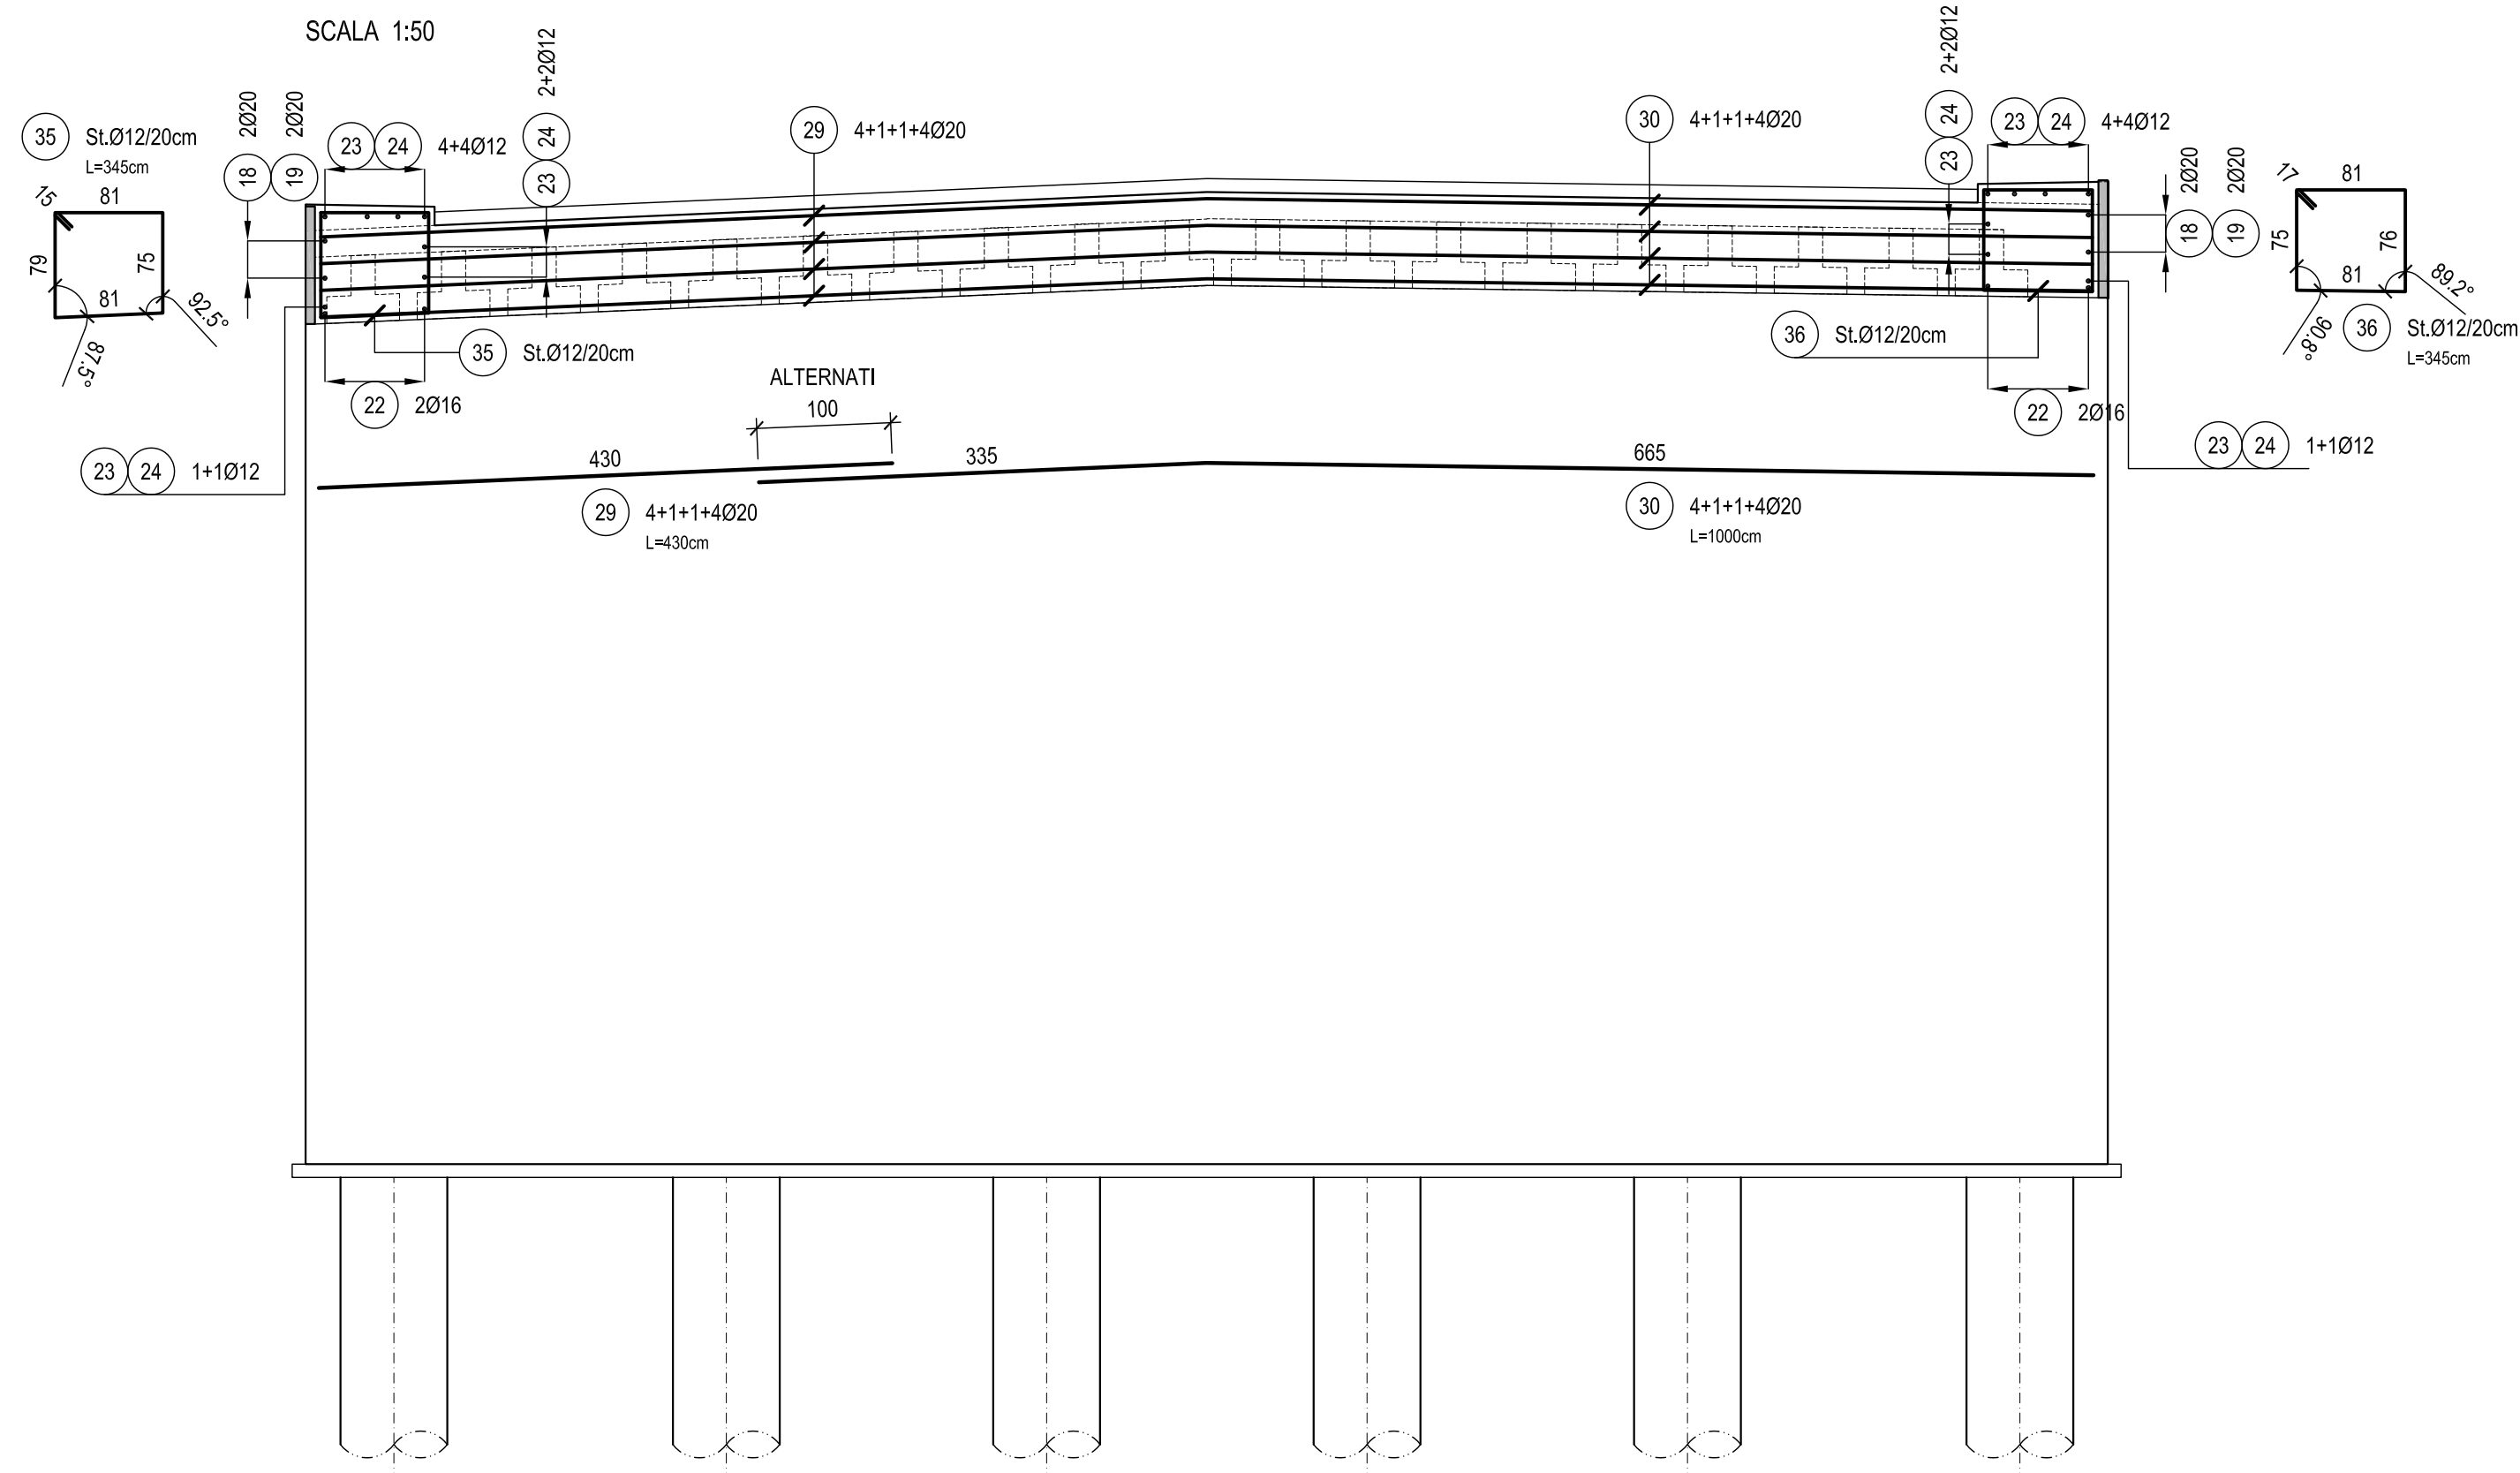 SCALA 1:50
35 St.Ø12/20cm
L=345cm
15
81
79
75
81
87.5°
92.5°
2Ø20
2Ø20
18
19
23 24 4+4Ø12
2+2Ø12
24
23
29 4+1+1+4Ø20
30 4+1+1+4Ø20
2+2Ø12
24
23
23 24 4+4Ø12
2Ø20
2Ø20
18
19
17
81
75
76
81
89.2°
90.8°
36 St.Ø12/20cm
L=345cm
35 St.Ø12/20cm
36 St.Ø12/20cm
22 2Ø16
22 2Ø16
23 24 1+1Ø12
23 24 1+1Ø12
ALTERNATI
100
430
335
665
29 4+1+1+4Ø20
L=430cm
30 4+1+1+4Ø20
L=1000cm